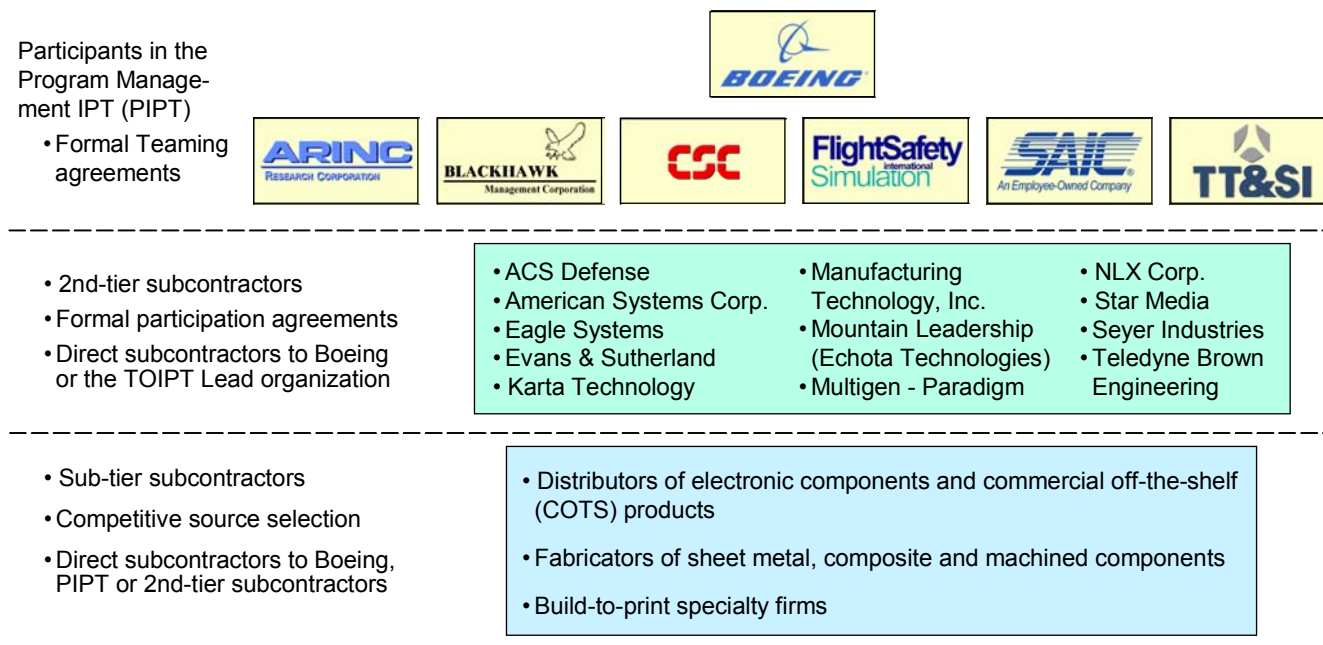 Participants in the
Program Manage-
ment IPT (PIPT)
• Formal Teaming
agreements
BOEING
ARINC
RESEARCH CORPORATION
BLACKHAWK
Management Corporation
CSC
FlightSafety
international
Simulation
SAIC
An Employee-Owned Company
TT&SI
• 2nd-tier subcontractors
• Formal participation agreements
• Direct subcontractors to Boeing
or the TOIPT Lead organization
• ACS Defense
• American Systems Corp.
• Eagle Systems
• Evans & Sutherland
• Karta Technology
• Manufacturing
Technology, Inc.
• Mountain Leadership
(Echota Technologies)
• Multigen - Paradigm
• NLX Corp.
• Star Media
• Seyer Industries
• Teledyne Brown
Engineering
• Sub-tier subcontractors
• Competitive source selection
• Direct subcontractors to Boeing,
PIPT or 2nd-tier subcontractors
• Distributors of electronic components and commercial off-the-shelf
(COTS) products
• Fabricators of sheet metal, composite and machined components
• Build-to-print specialty firms